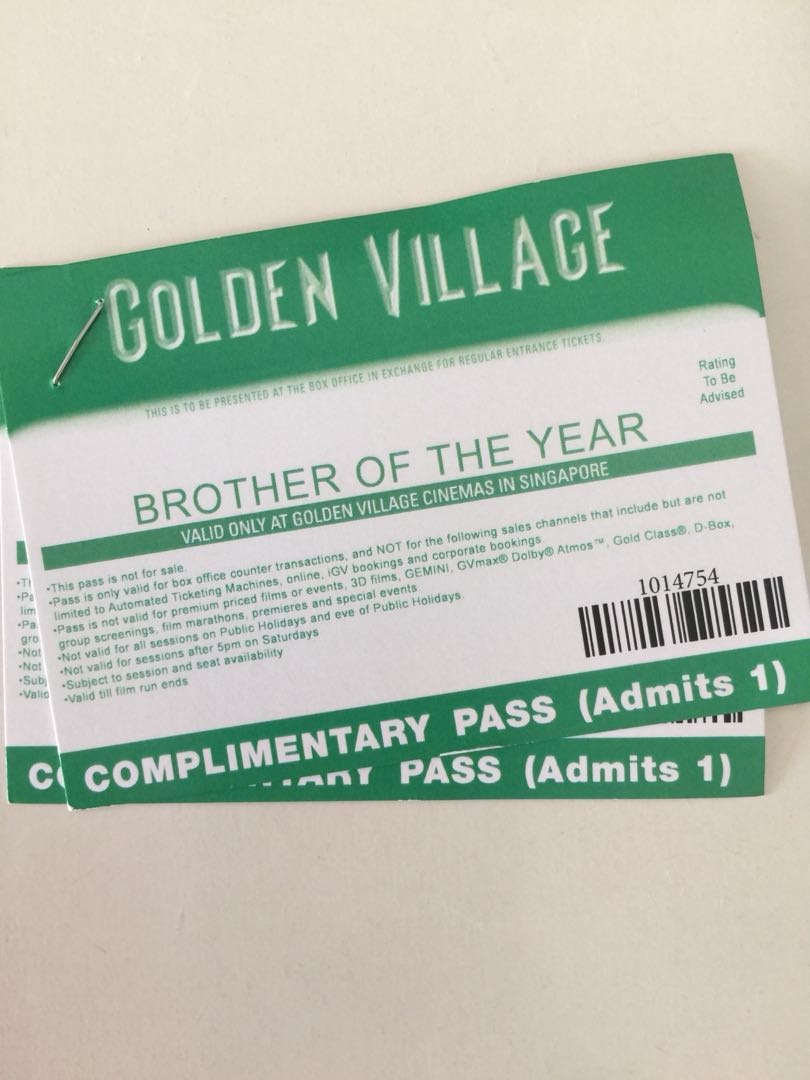 GOLDEN VILLAGE
THIS IS TO BE PRESENTED AT THE BOX OFFICE IN EXCHANGE FOR REGULAR ENTRANCE TICKETS.
Rating
To Be
Advised
BROTHER OF THE YEAR
VALID ONLY AT GOLDEN VILLAGE CINEMAS IN SINGAPORE
•This pass is not for sale.
•Pass is only valid for box office counter transactions, and NOT for the following sales channels that include but are not
limited to Automated Ticketing Machines, online, iGV bookings and corporate bookings
•Pass is not valid for premium priced films or events, 3D films, GEMINI, GVmax® Dolby® Atmos™, Gold Class®, D-Box,
group screenings, film marathons, premieres and special events.
•Not valid for all sessions on Public Holidays and eve of Public Holidays.
•Not valid for sessions after 5pm on Saturdays
•Subject to session and seat availability
•Valid till film run ends
1014754
COMPLIMENTARY PASS (Admits 1)
PASS (Admits 1)